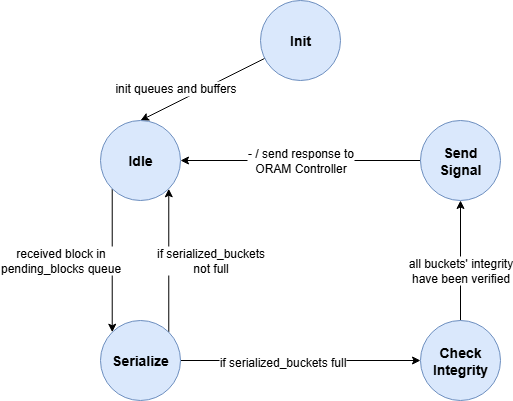 Init
init queues and buffers
Idle
- / send response to
ORAM Controller
Send
Signal
received block in
pending_blocks queue
if serialized_buckets
not full
all buckets' integrity
have been verified
Serialize
if serialized_buckets full
Check
Integrity